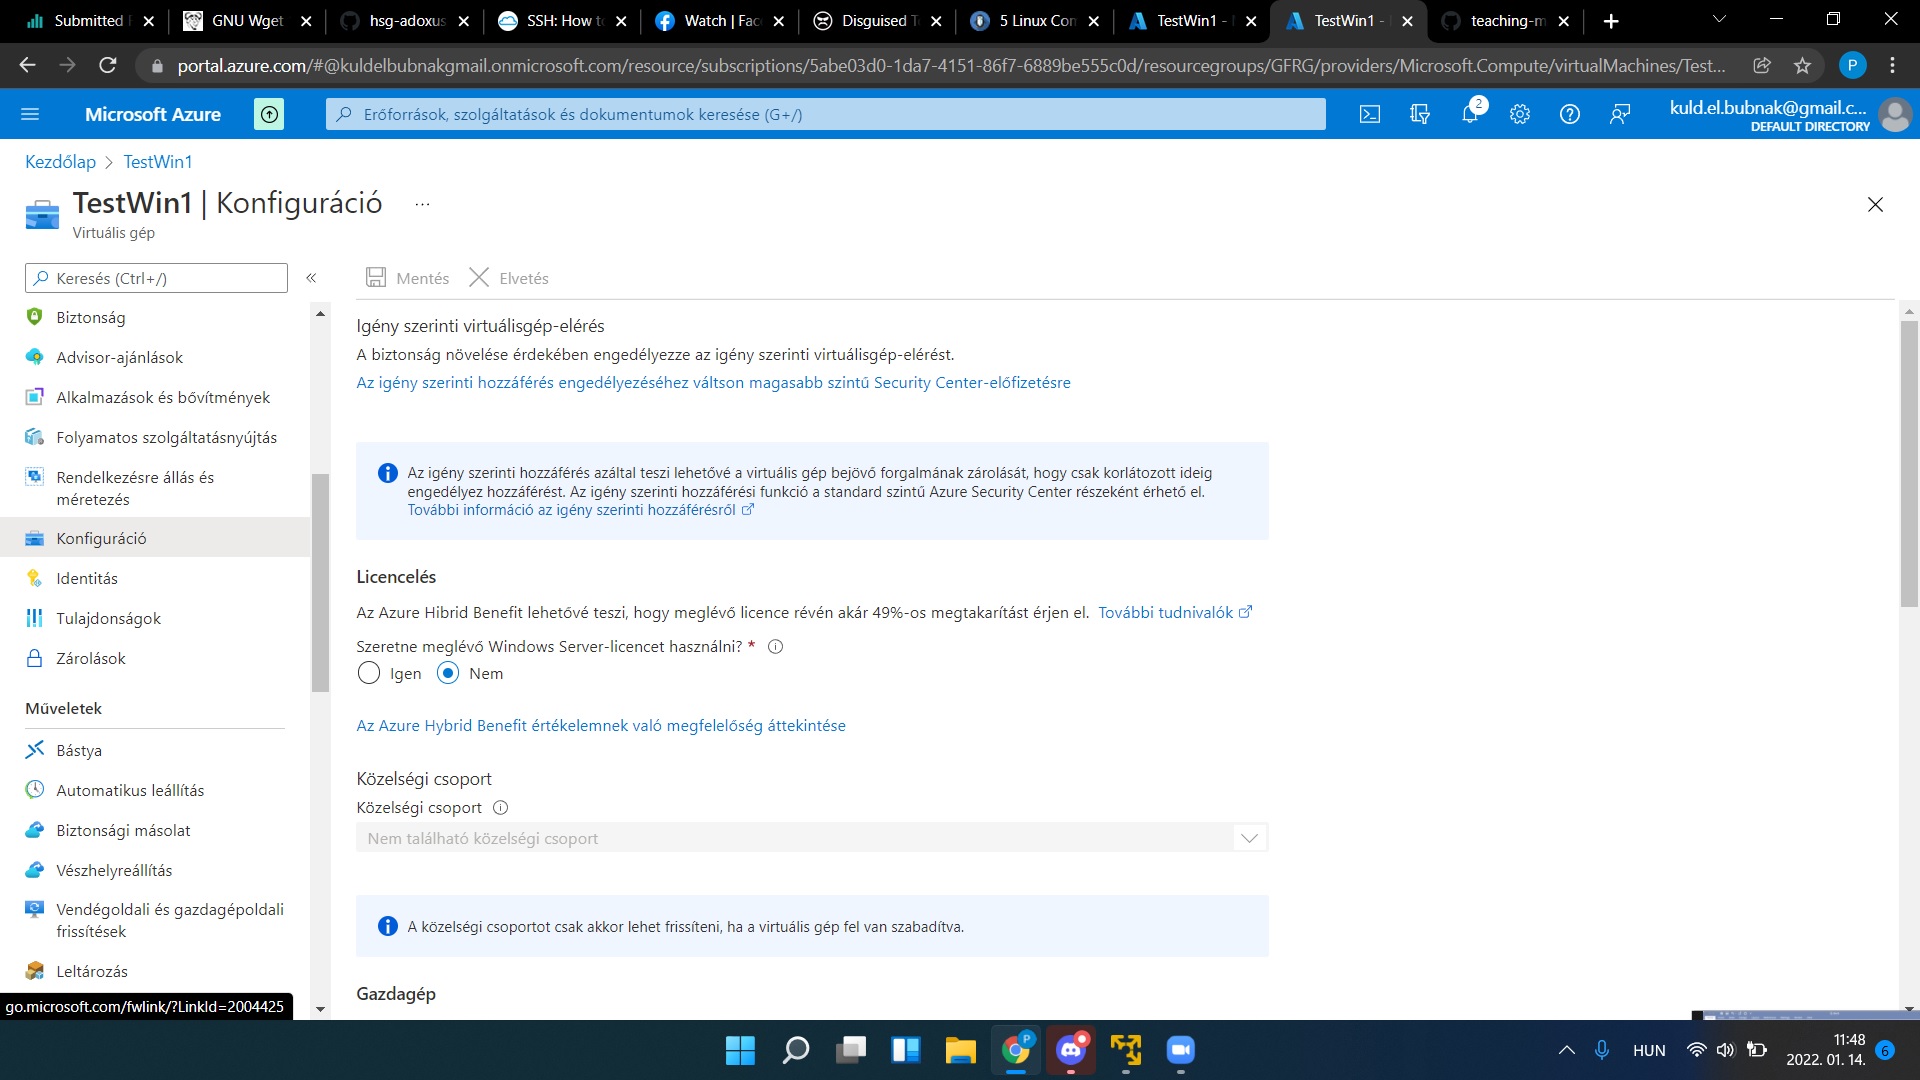 Submitted F
GNU Wget
hsg-adoxus
SSH: How to
Watch | Fac
Disguised T
5 Linux Con
TestWin1 -
TestWin1 -
teaching-m
portal.azure.com/#@kuldelbubnakgmail.onmicrosoft.com/resource/subscriptions/5abe03d0-1da7-4151-86f7-6889be555c0d/resourcegroups/GFRG/providers/Microsoft.Compute/virtualMachines/Test...
P
Microsoft Azure
Erőforrások, szolgáltatások és dokumentumok keresése (G+/)
2
kuld.el.bubnak@gmail.c...
DEFAULT DIRECTORY
Kezdőlap > TestWin1
TestWin1 | Konfiguráció ...
Virtuális gép
Keresés (Ctrl+/)
«
Mentés
Elvetés
Biztonság
Advisor-ajánlások
Alkalmazások és bővítmények
Folyamatos szolgáltatásnyújtás
Rendelkezésre állás és
méretezés
Konfiguráció
Identitás
Tulajdonságok
Zárolások
Műveletek
Bástya
Automatikus leállítás
Biztonsági másolat
Vészhelyreállítás
Vendégoldali és gazdagépoldali
frissítések
Leltározás
go.microsoft.com/fwlink/?LinkId=2004425
Igény szerinti virtuálisgép-elérés
A biztonság növelése érdekében engedélyezze az igény szerinti virtuálisgép-elérést.
Az igény szerinti hozzáférés engedélyezéséhez váltson magasabb szintű Security Center-előfizetésre
Az igény szerinti hozzáférés azáltal teszi lehetővé a virtuális gép bejövő forgalmának zárolását, hogy csak korlátozott ideig
engedélyez hozzáférést. Az igény szerinti hozzáférési funkció a standard szintű Azure Security Center részeként érhető el.
További információ az igény szerinti hozzáférésről
Licencelés
Az Azure Hibrid Benefit lehetővé teszi, hogy meglévő licence révén akár 49%-os megtakarítást érjen el. További tudnivalók
Szeretne meglévő Windows Server-licencet használni? *
Igen
Nem
Az Azure Hybrid Benefit értékelemnek való megfelelőség áttekintése
Közelségi csoport
Közelségi csoport
Nem található közelségi csoport
A közelségi csoportot csak akkor lehet frissíteni, ha a virtuális gép fel van szabadítva.
Gazdagép
P
HUN
11:48
2022. 01. 14.
6